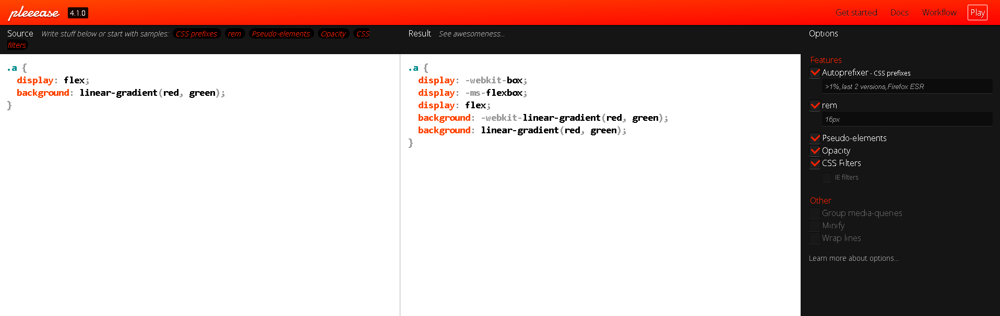 pleeease 4.1.0 Get started Docs Workflow Play
Source Write stuff below or start with samples: CSS prefixes rem Pseudo-elements Opacity CSS
filters
Result See awesomeness...
Options
.a {
display: flex;
background: linear-gradient(red, green);
}
.a {
display: -webkit-box;
display: -ms-flexbox;
display: flex;
background: -webkit-linear-gradient(red, green);
background: linear-gradient(red, green);
}
Features
Autoprefixer - css prefixes
>1%,last 2 versions,Firefox ESR
rem
16px
Pseudo-elements
Opacity
CSS Filters
IE filters
Other
Group media-queries
Minify
Wrap lines
Learn more about options...